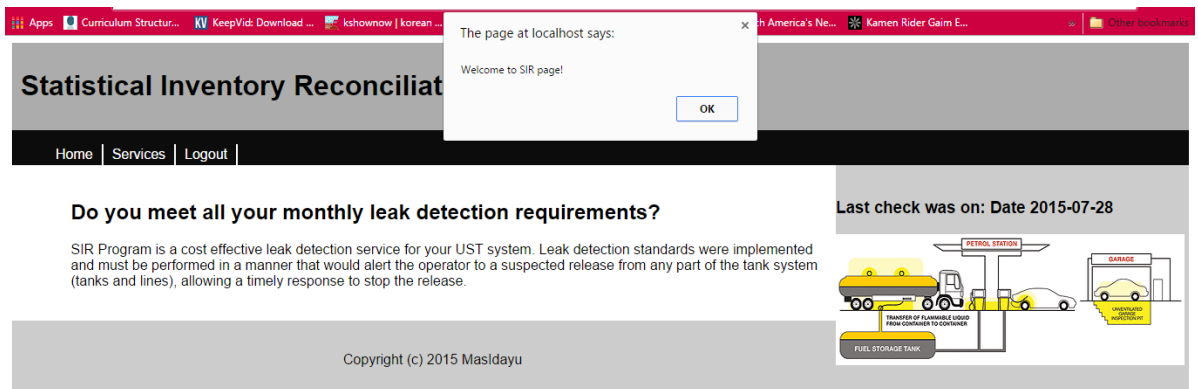 Apps Curriculum Structur... KV KeepVid: Download ... kshownow | korean ... th America's Ne... Kamen Rider Gaim E... » Other bookmarks
The page at localhost says: ×
Welcome to SIR page!
OK
Statistical Inventory Reconciliat
Home Services Logout
Do you meet all your monthly leak detection requirements?
SIR Program is a cost effective leak detection service for your UST system. Leak detection standards were implemented
and must be performed in a manner that would alert the operator to a suspected release from any part of the tank system
(tanks and lines), allowing a timely response to stop the release.
Last check was on: Date 2015-07-28
PETROL STATION
GARAGE
TRANSFER OF FLAMMABLE LIQUID
FROM CONTAINER TO CONTAINER
UNVENTILATED
GARAGE
INSPECTION PIT
FUEL STORAGE TANK
Copyright (c) 2015 MasIdayu